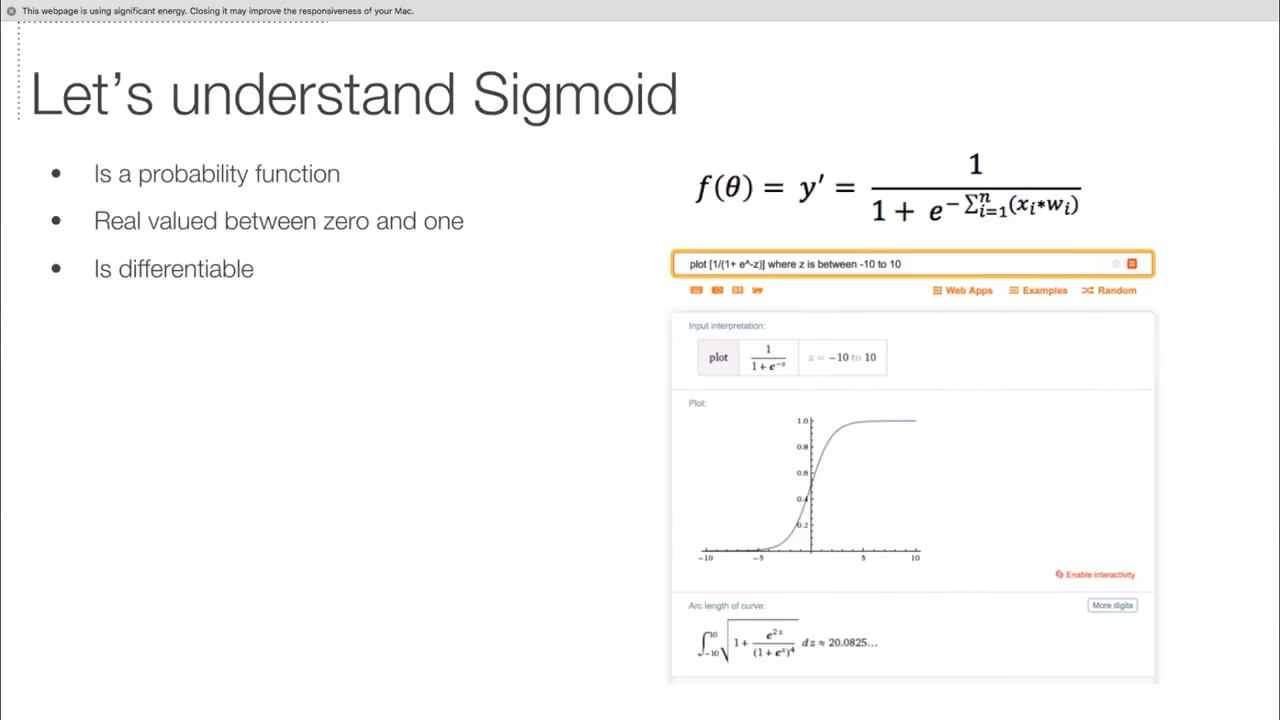 This webpage is using significant energy. Closing it may improve the responsiveness of your Mac.
Let's understand Sigmoid
• Is a probability function
• Real valued between zero and one
• Is differentiable
f(θ) = y′ = 1 / (1 + e^(−∑_{i=1}^{n}(x_i*w_i)))
plot [1/(1+ e^-z)] where z is between -10 to 10
Web Apps Examples Random
Input interpretation:
plot 1/(1 + e^−z) z = −10 to 10
Plot:
1.0
0.8
0.6
0.4
0.2
−10 −5 5 10
Enable interactivity
Arc length of curve: More digits
∫_{−10}^{10} √(1 + e^(2z)/(1 + e^z)^4) dz ≈ 20.0825...